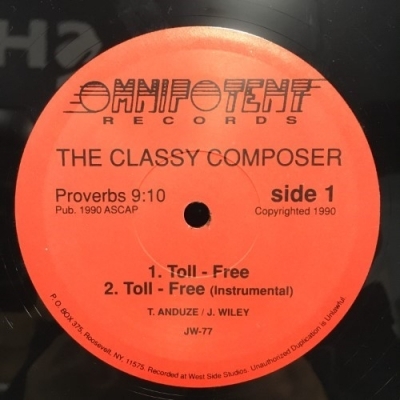 OMNIPOTENT
RECORDS
THE CLASSY COMPOSER
Proverbs 9:10
side 1
Pub. 1990 ASCAP
Copyrighted 1990
1. Toll - Free
2. Toll - Free (Instrumental)
T. ANDUZE / J. WILEY
JW-77
P.O. BOX 375, Roosevelt, NY, 11575. Recorded at West Side Studios. Unauthorized Duplication is Unlawful.